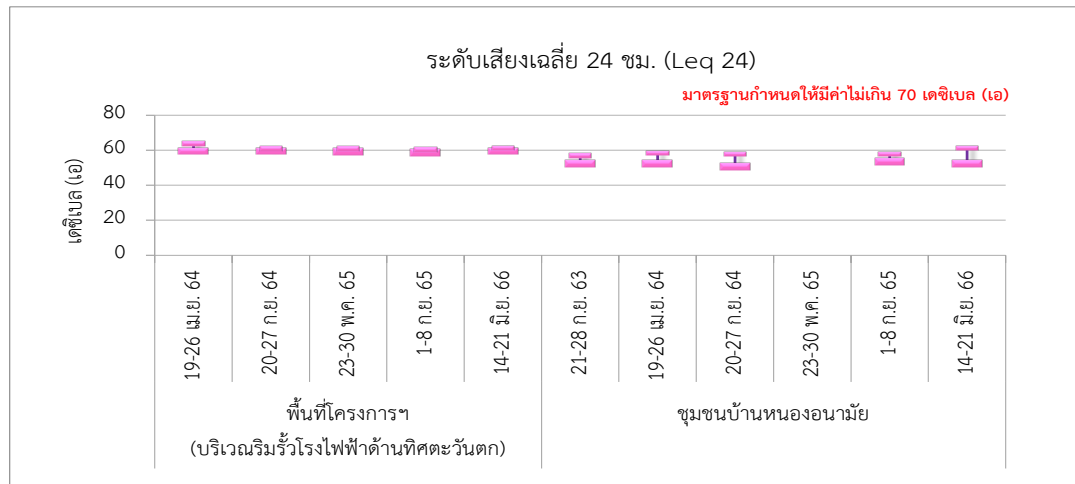 ระดับเสียงเฉลี่ย 24 ชม. (Leq 24)
มาตรฐานกำหนดให้มีค่าไม่เกิน 70 เดซิเบล (เอ)
เดซิเบล (เอ)
80
60
40
20
0
19-26 เม.ย. 64
20-27 ก.ย. 64
23-30 พ.ค. 65
1-8 ก.ย. 65
14-21 มิ.ย. 66
21-28 ก.ย. 63
19-26 เม.ย. 64
20-27 ก.ย. 64
23-30 พ.ค. 65
1-8 ก.ย. 65
14-21 มิ.ย. 66
พื้นที่โครงการฯ
(บริเวณริมรั้วโรงไฟฟ้าด้านทิศตะวันตก)
ชุมชนบ้านหนองอนามัย